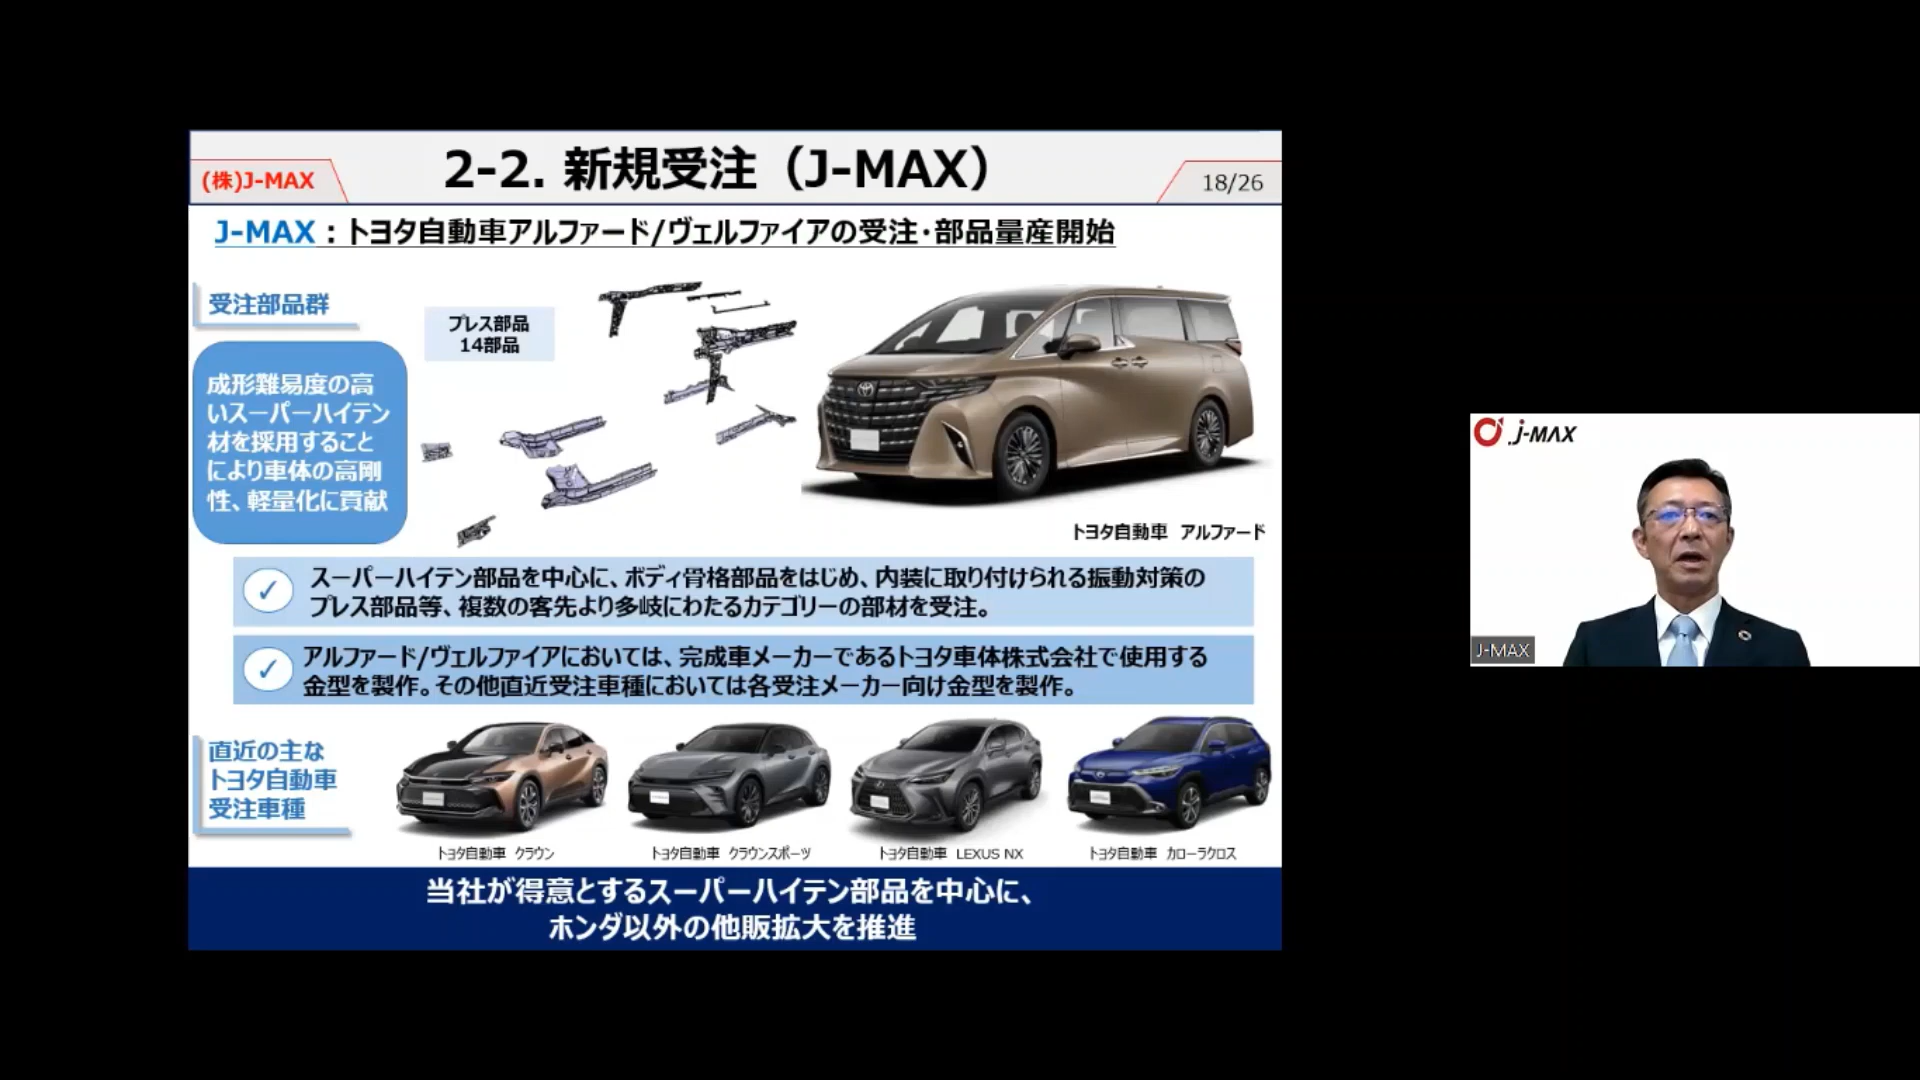 (株)J-MAX
2-2. 新規受注（J-MAX）
18/26
J-MAX：トヨタ自動車アルファード/ヴェルファイアの受注・部品量産開始
受注部品群
プレス部品
14部品
成形難易度の高
いスーパーハイテン
材を採用すること
により車体の高剛
性、軽量化に貢献
トヨタ自動車 アルファード
✓ スーパーハイテン部品を中心に、ボディ骨格部品をはじめ、内装に取り付けられる振動対策の
プレス部品等、複数の客先より多岐にわたるカテゴリーの部材を受注。
✓ アルファード/ヴェルファイアにおいては、完成車メーカーであるトヨタ車体株式会社で使用する
金型を製作。その他直近受注車種においては各受注メーカー向け金型を製作。
直近の主な
トヨタ自動車
受注車種
トヨタ自動車 クラウン
トヨタ自動車 クラウンスポーツ
トヨタ自動車 LEXUS NX
トヨタ自動車 カローラクロス
当社が得意とするスーパーハイテン部品を中心に、
ホンダ以外の他販拡大を推進
J-MAX
J-MAX